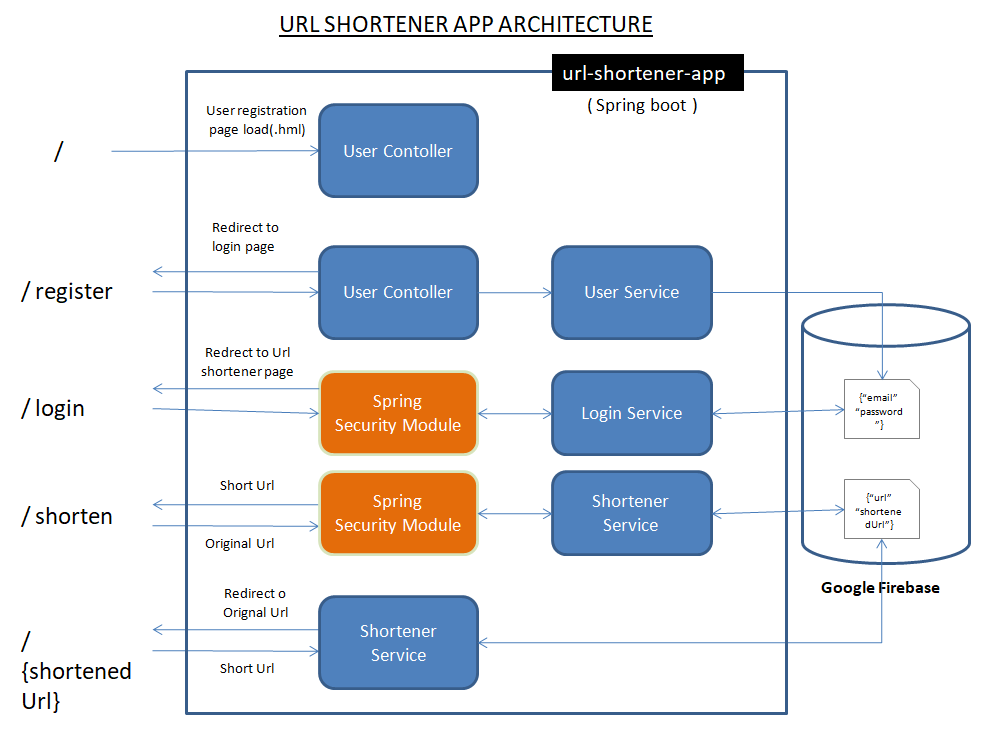 URL SHORTENER APP ARCHITECTURE
url-shortener-app
( Spring boot )
User registration
page load(.hml)
/
User Contoller
Redirect to
login page
/ register
User Contoller
User Service
Redrect to Url
shortener page
/ login
Spring
Security Module
Login Service
{“email”
“password
”}
Short Url
/ shorten
Original Url
Spring
Security Module
Shortener
Service
{“url”
“shortene
dUrl”}
Google Firebase
Redirect o
Orignal Url
/
{shortened
Url}
Short Url
Shortener
Service